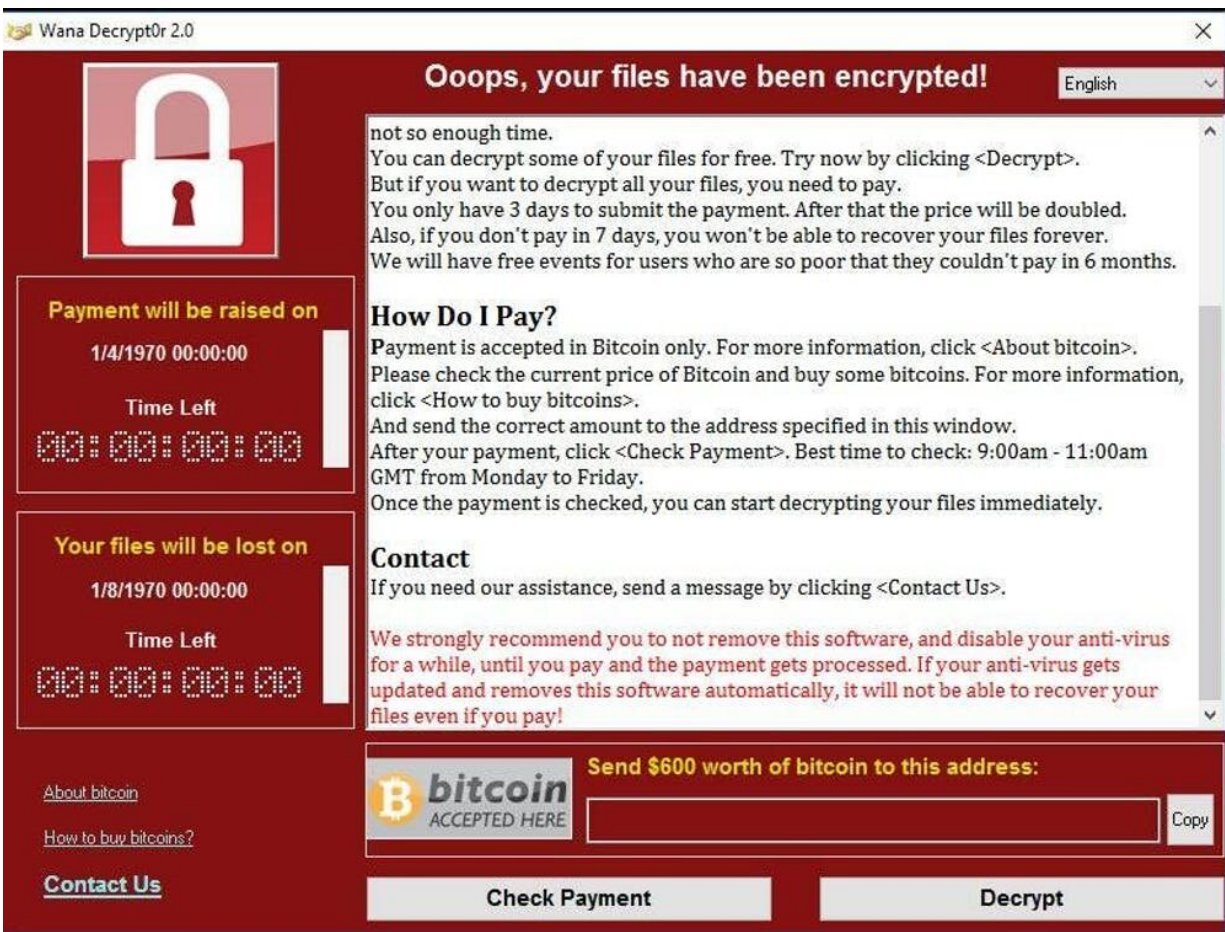 Wana Decrypt0r 2.0
Ooops, your files have been encrypted!
English
Payment will be raised on
1/4/1970 00:00:00
Time Left
00:00:00:00
Your files will be lost on
1/8/1970 00:00:00
Time Left
00:00:00:00
About bitcoin
How to buy bitcoins?
Contact Us
not so enough time.
You can decrypt some of your files for free. Try now by clicking <Decrypt>.
But if you want to decrypt all your files, you need to pay.
You only have 3 days to submit the payment. After that the price will be doubled.
Also, if you don't pay in 7 days, you won't be able to recover your files forever.
We will have free events for users who are so poor that they couldn't pay in 6 months.
How Do I Pay?
Payment is accepted in Bitcoin only. For more information, click <About bitcoin>.
Please check the current price of Bitcoin and buy some bitcoins. For more information,
click <How to buy bitcoins>.
And send the correct amount to the address specified in this window.
After your payment, click <Check Payment>. Best time to check: 9:00am - 11:00am
GMT from Monday to Friday.
Once the payment is checked, you can start decrypting your files immediately.
Contact
If you need our assistance, send a message by clicking <Contact Us>.
We strongly recommend you to not remove this software, and disable your anti-virus
for a while, until you pay and the payment gets processed. If your anti-virus gets
updated and removes this software automatically, it will not be able to recover your
files even if you pay!
bitcoin
ACCEPTED HERE
Send $600 worth of bitcoin to this address:
Copy
Check Payment
Decrypt